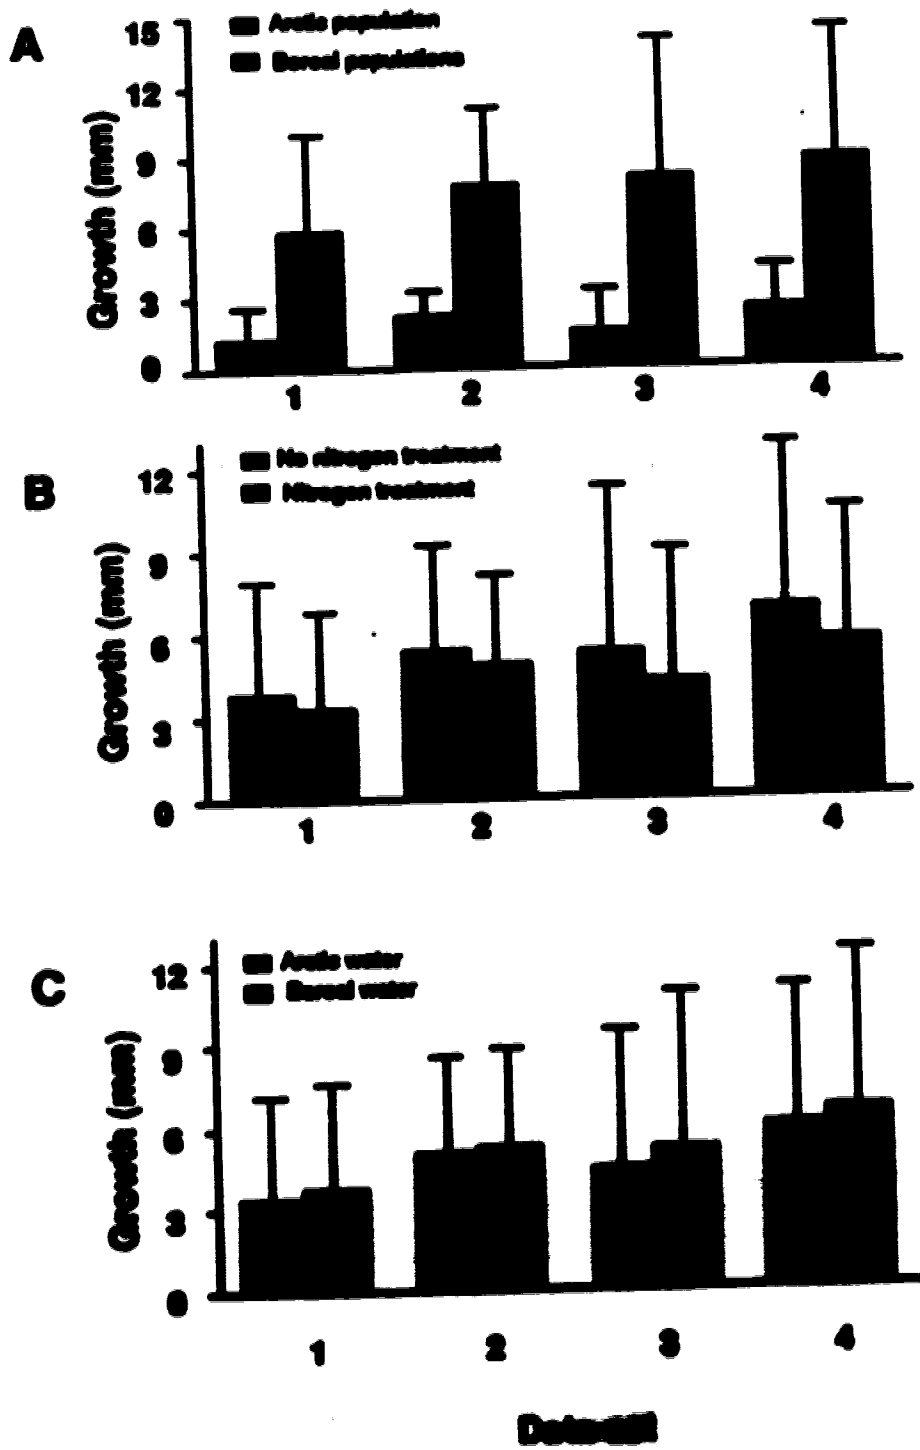 A
15
12
9
6
3
0
Growth (mm)
Arctic population
Boreal populations
1 2 3 4
B
12
9
6
3
0
Growth (mm)
No nitrogen treatment
Nitrogen treatment
1 2 3 4
C
12
9
6
3
0
Growth (mm)
Arctic water
Boreal water
1 2 3 4